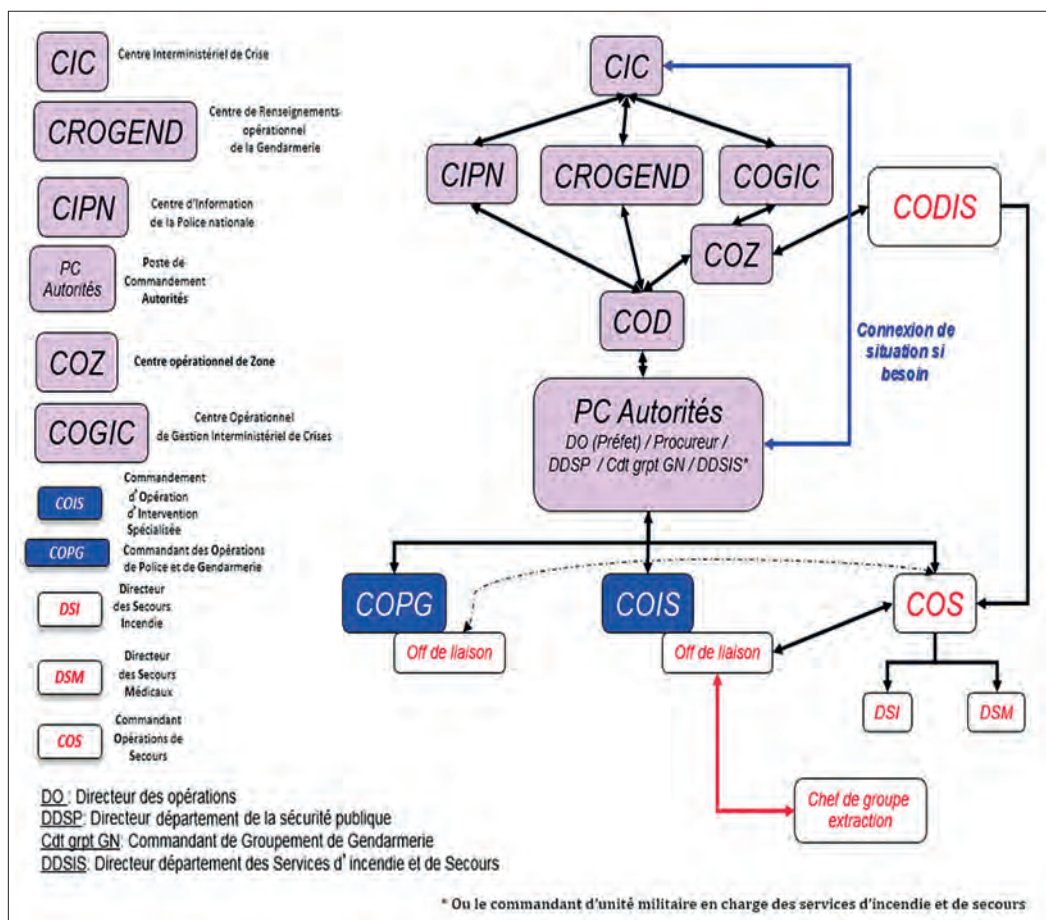 CIC
Centre Interministériel de Crise
CROGEND
Centre de Renseignements
opérationnel
de la Gendarmerie
CIPN
Centre d'Information
de la Police nationale
PC
Autorités
Poste de
Commandement
Autorités
COZ
Centre opérationnel de Zone
COGIC
Centre Opérationnel
de Gestion Interministériel de Crises
COIS
Commandement
d'Opération
d'Intervention
Spécialisée
COPG
Commandant des Opérations
de Police et de Gendarmerie
DSI
Directeur
des Secours
Incendie
DSM
Directeur
des Secours
Médicaux
COS
Commandant
Opérations de
Secours
CIC
CIPN
CROGEND
COGIC
CODIS
COZ
COD
Connexion de
situation si
besoin
PC Autorités
DO (Préfet) / Procureur /
DDSP / Cdt grpt GN / DDSIS*
COPG
Off de liaison
COIS
Off de liaison
COS
DSI
DSM
Chef de groupe
extraction
DO : Directeur des opérations
DDSP: Directeur département de la sécurité publique
Cdt grpt GN: Commandant de Groupement de Gendarmerie
DDSIS: Directeur département des Services d'incendie et de Secours
* Ou le commandant d'unité militaire en charge des services d'incendie et de secours